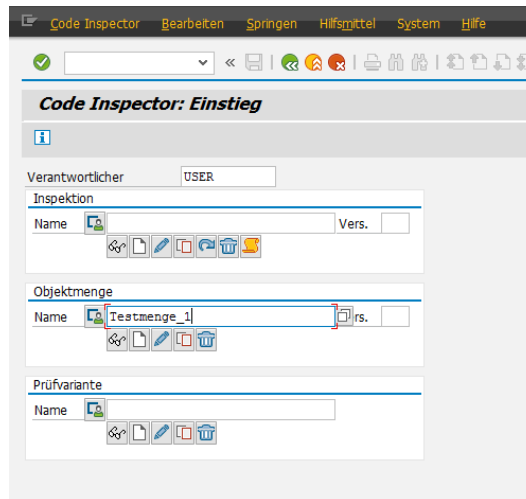 Code Inspector Bearbeiten Springen Hilfsmittel System Hilfe
Code Inspector: Einstieg
Verantwortlicher USER
Inspektion
Name Vers.
Objektmenge
Name Testmenge_1 rs.
Prüfvariante
Name